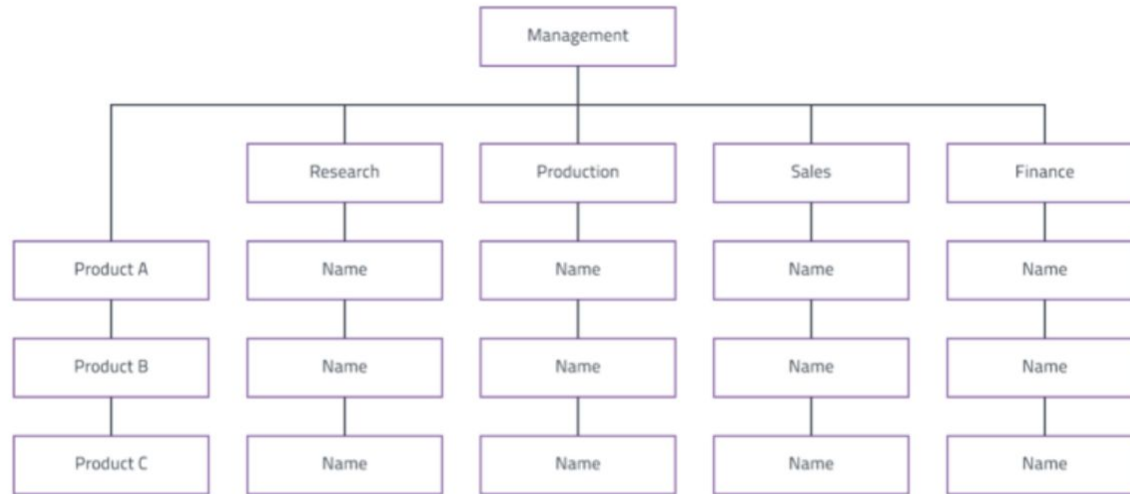 Management
Research Production Sales Finance
Product A Name Name Name Name
Product B Name Name Name Name
Product C Name Name Name Name